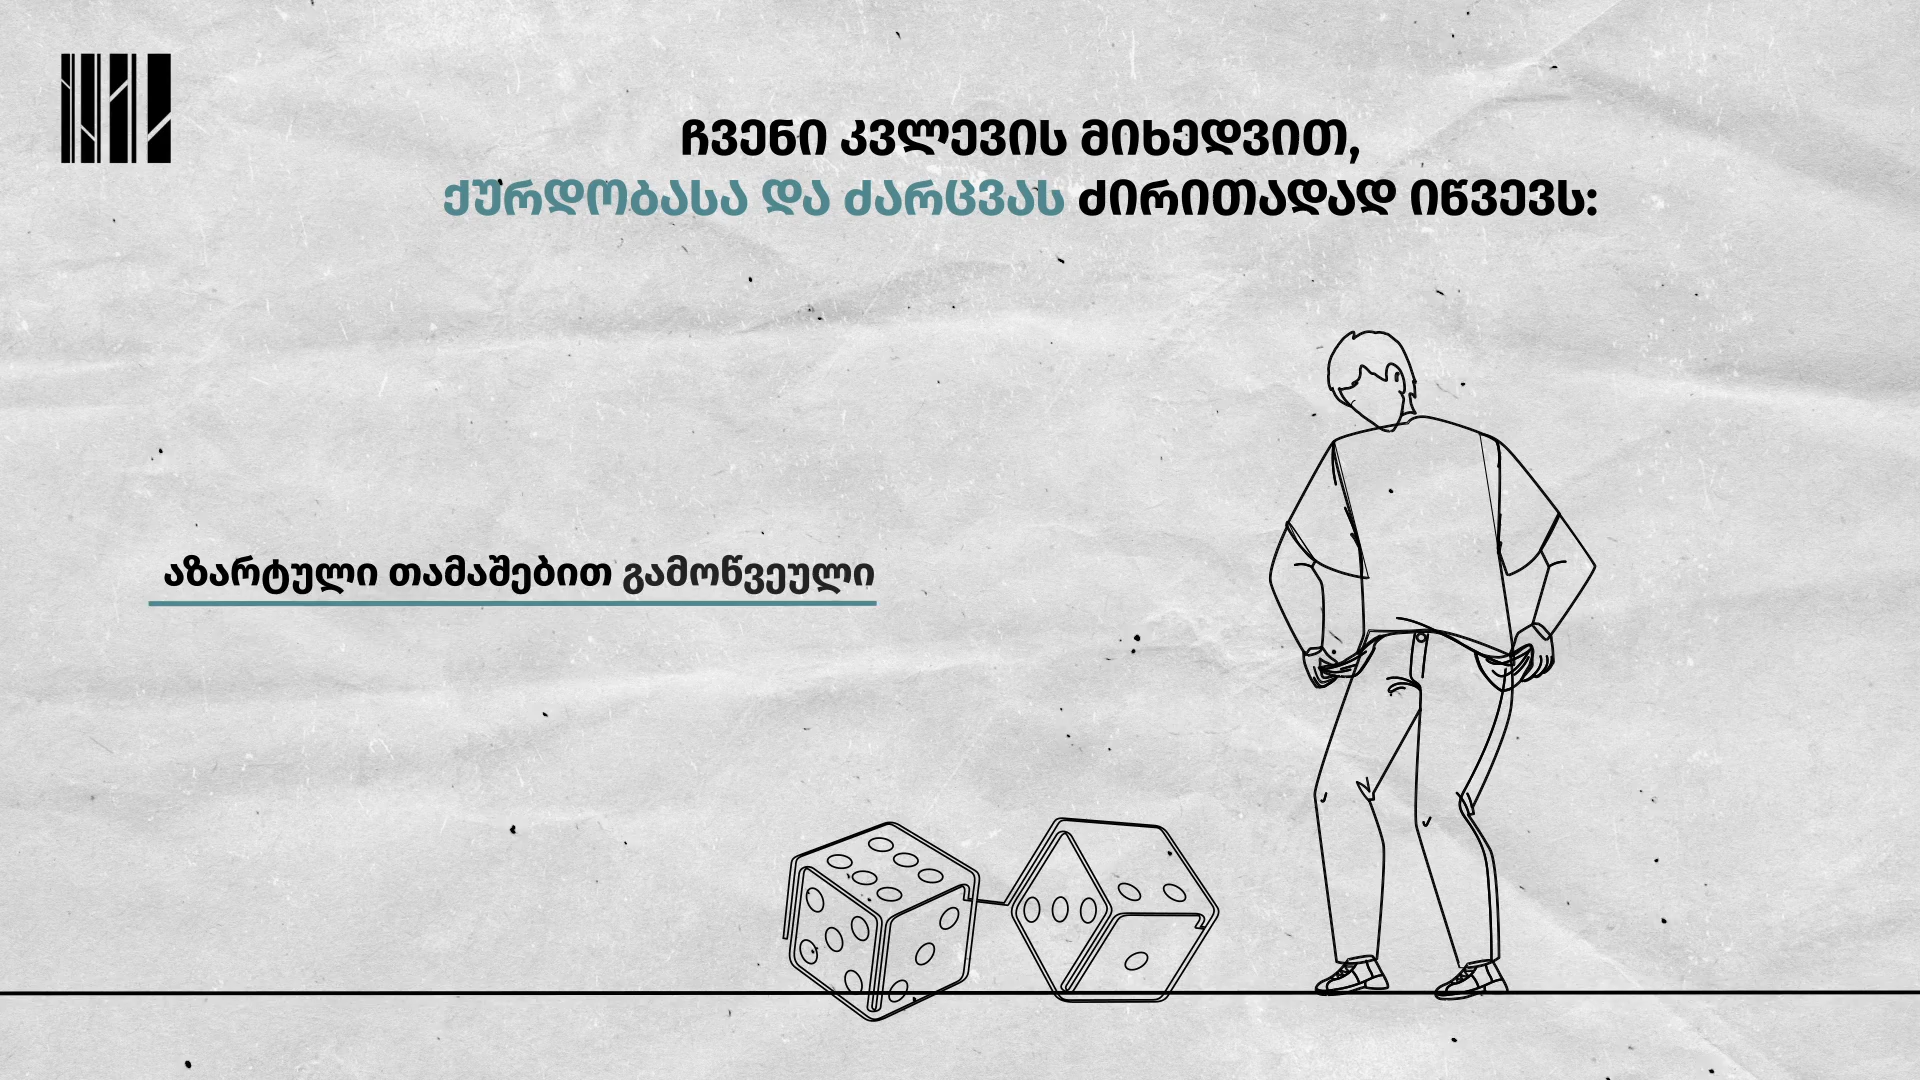 ჩვენი კვლევის მიხედვით,
ქურდობასა და ძარცვას ძირითადად იწვევს:
აზარტული თამაშებით გამოწვეული